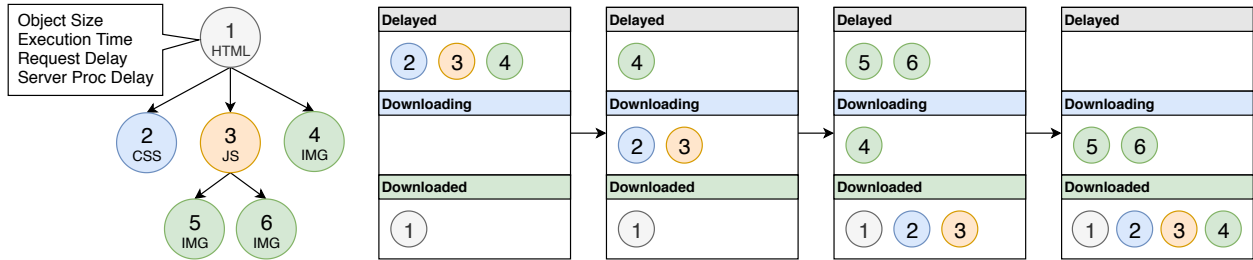 Object Size
Execution Time
Request Delay
Server Proc Delay
1
HTML
2
CSS
3
JS
4
IMG
5
IMG
6
IMG
Delayed
2 3 4
Downloading
Downloaded
1
Delayed
4
Downloading
2 3
Downloaded
1
Delayed
5 6
Downloading
4
Downloaded
1 2 3
Delayed
Downloading
5 6
Downloaded
1 2 3 4